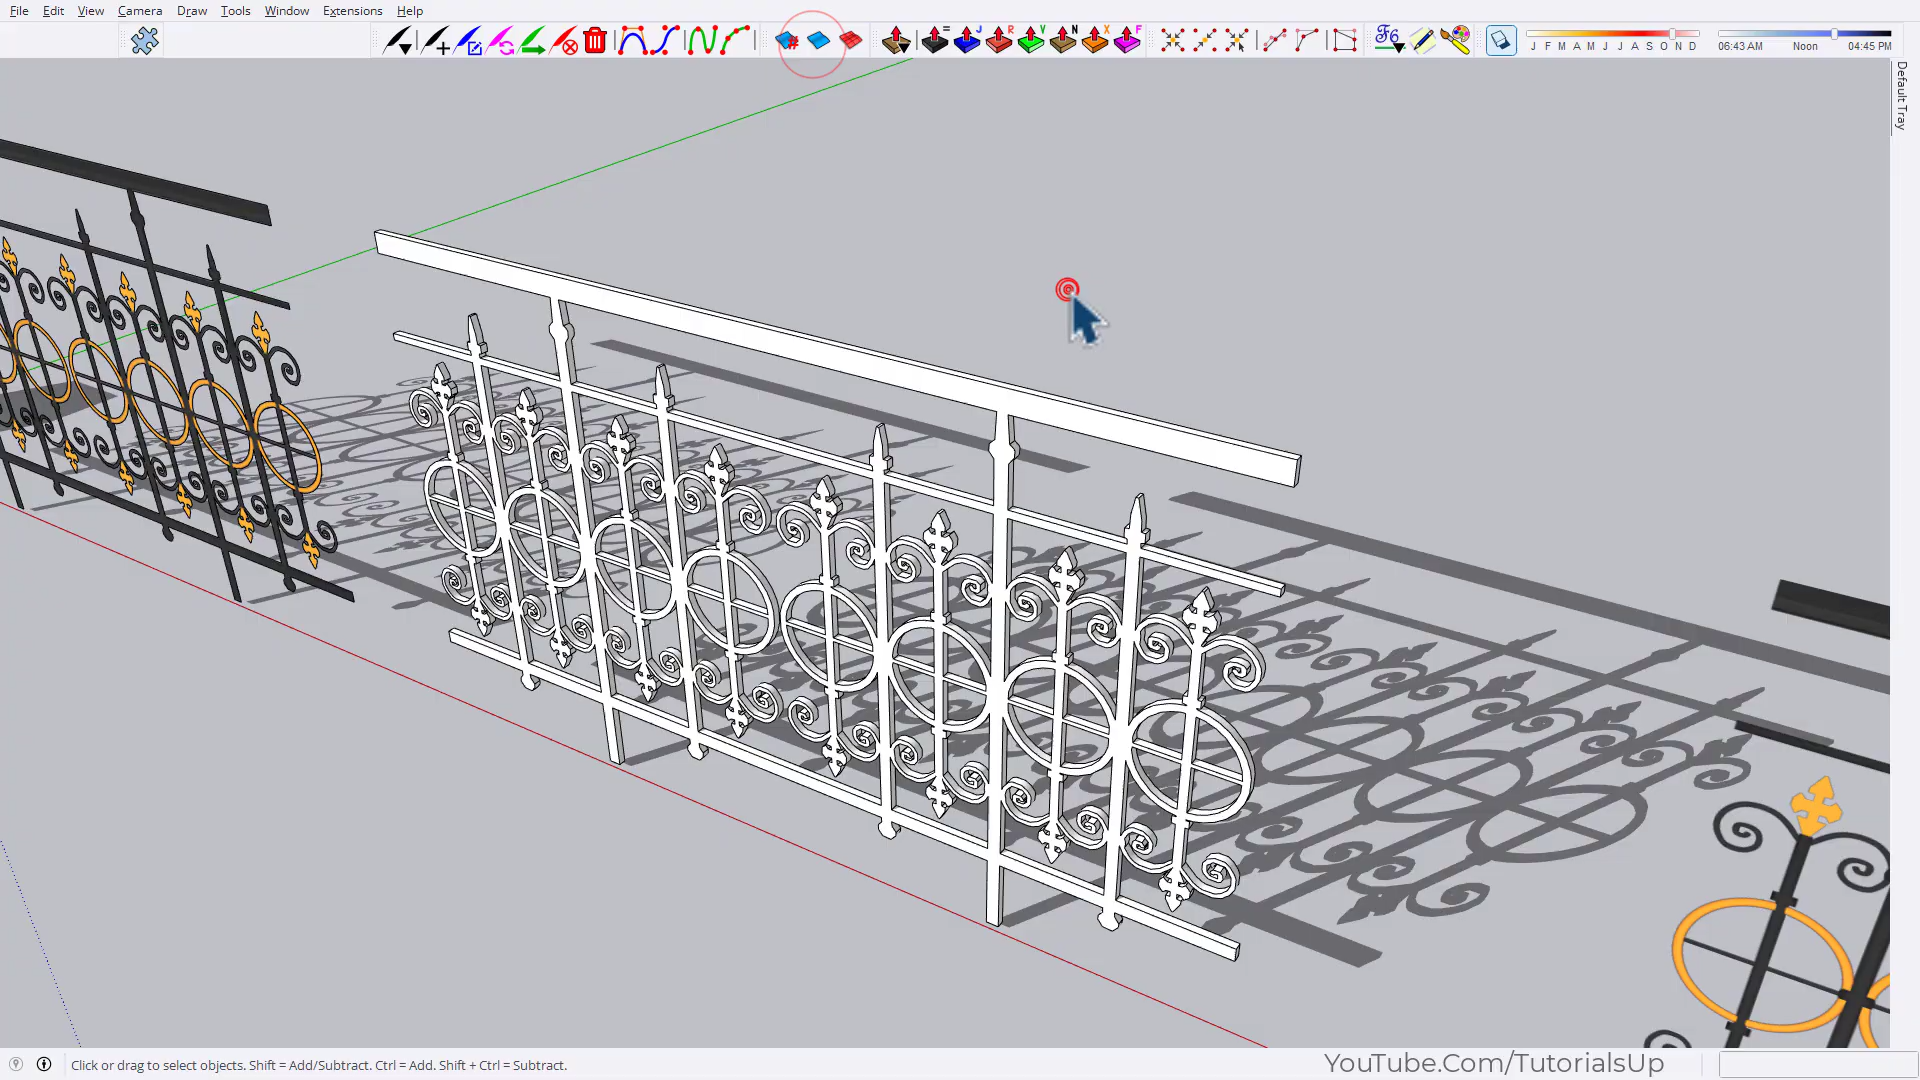 File Edit View Camera Draw Tools Window Extensions Help
= J R V N X F
F6
J F M A M J J A S O N D
06:43 AM Noon 04:45 PM
Default Tray
Click or drag to select objects. Shift = Add/Subtract. Ctrl = Add. Shift + Ctrl = Subtract.
YouTube.Com/TutorialsUp